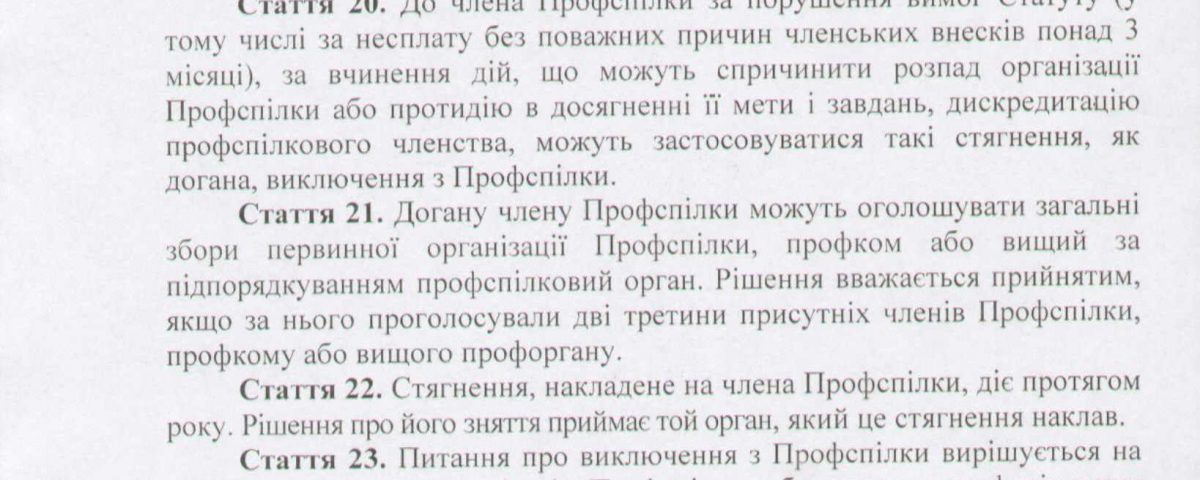 Стаття 20. До члена Профспілки за порушення вимог Статуту (у
тому числі за несплату без поважних причин членських внесків понад 3
місяці), за вчинення дій, що можуть спричинити розпад організації
Профспілки або протидію в досягненні її мети і завдань, дискредитацію
профспілкового членства, можуть застосовуватися такі стягнення, як
догана, виключення з Профспілки.
Стаття 21. Догану члену Профспілки можуть оголошувати загальні
збори первинної організації Профспілки, профком або вищий за
підпорядкуванням профспілковий орган. Рішення вважається прийнятим,
якщо за нього проголосували дві третини присутніх членів Профспілки,
профкому або вищого профоргану.
Стаття 22. Стягнення, накладене на члена Профспілки, діє протягом
року. Рішення про його зняття приймає той орган, який це стягнення наклав.
Стаття 23. Питання про виключення з Профспілки вирішується на